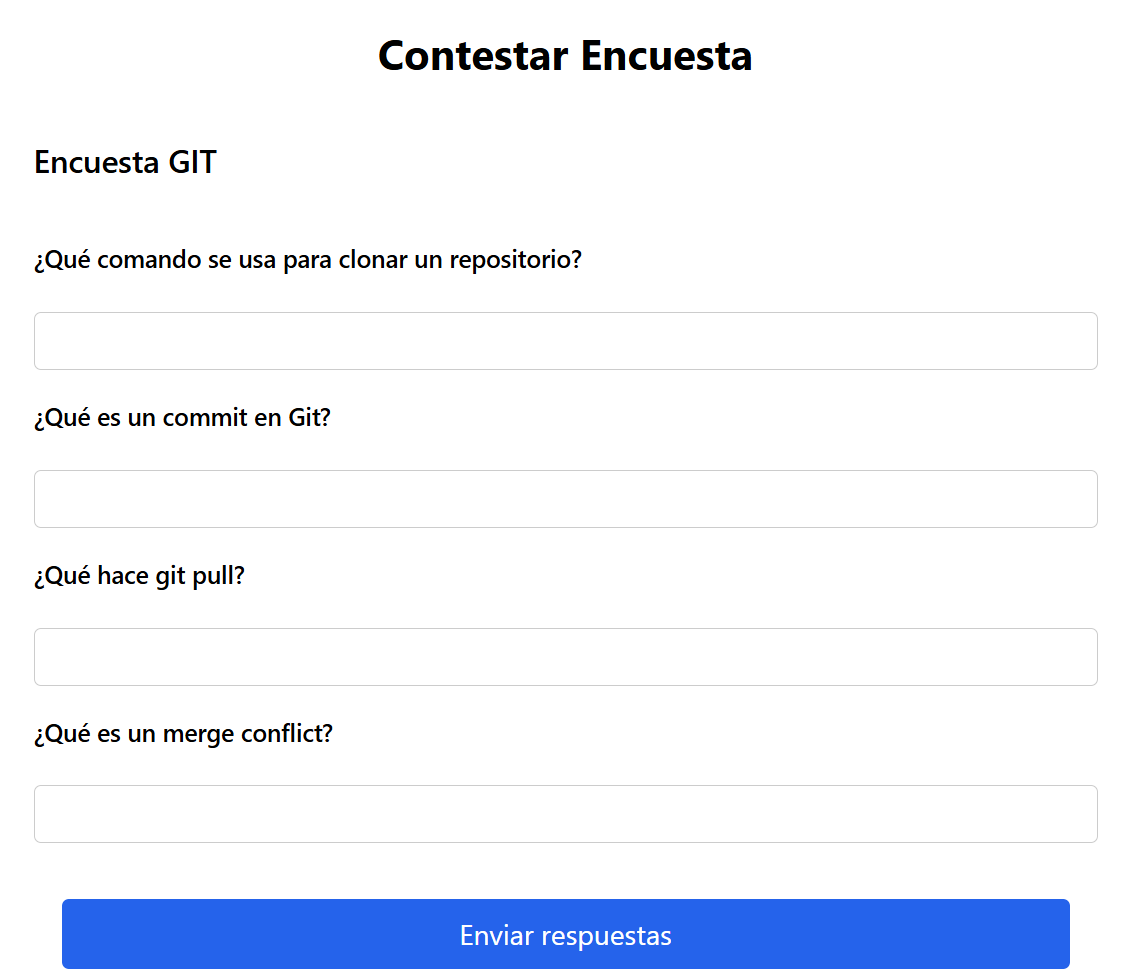 Contestar Encuesta
Encuesta GIT
¿Qué comando se usa para clonar un repositorio?
¿Qué es un commit en Git?
¿Qué hace git pull?
¿Qué es un merge conflict?
Enviar respuestas